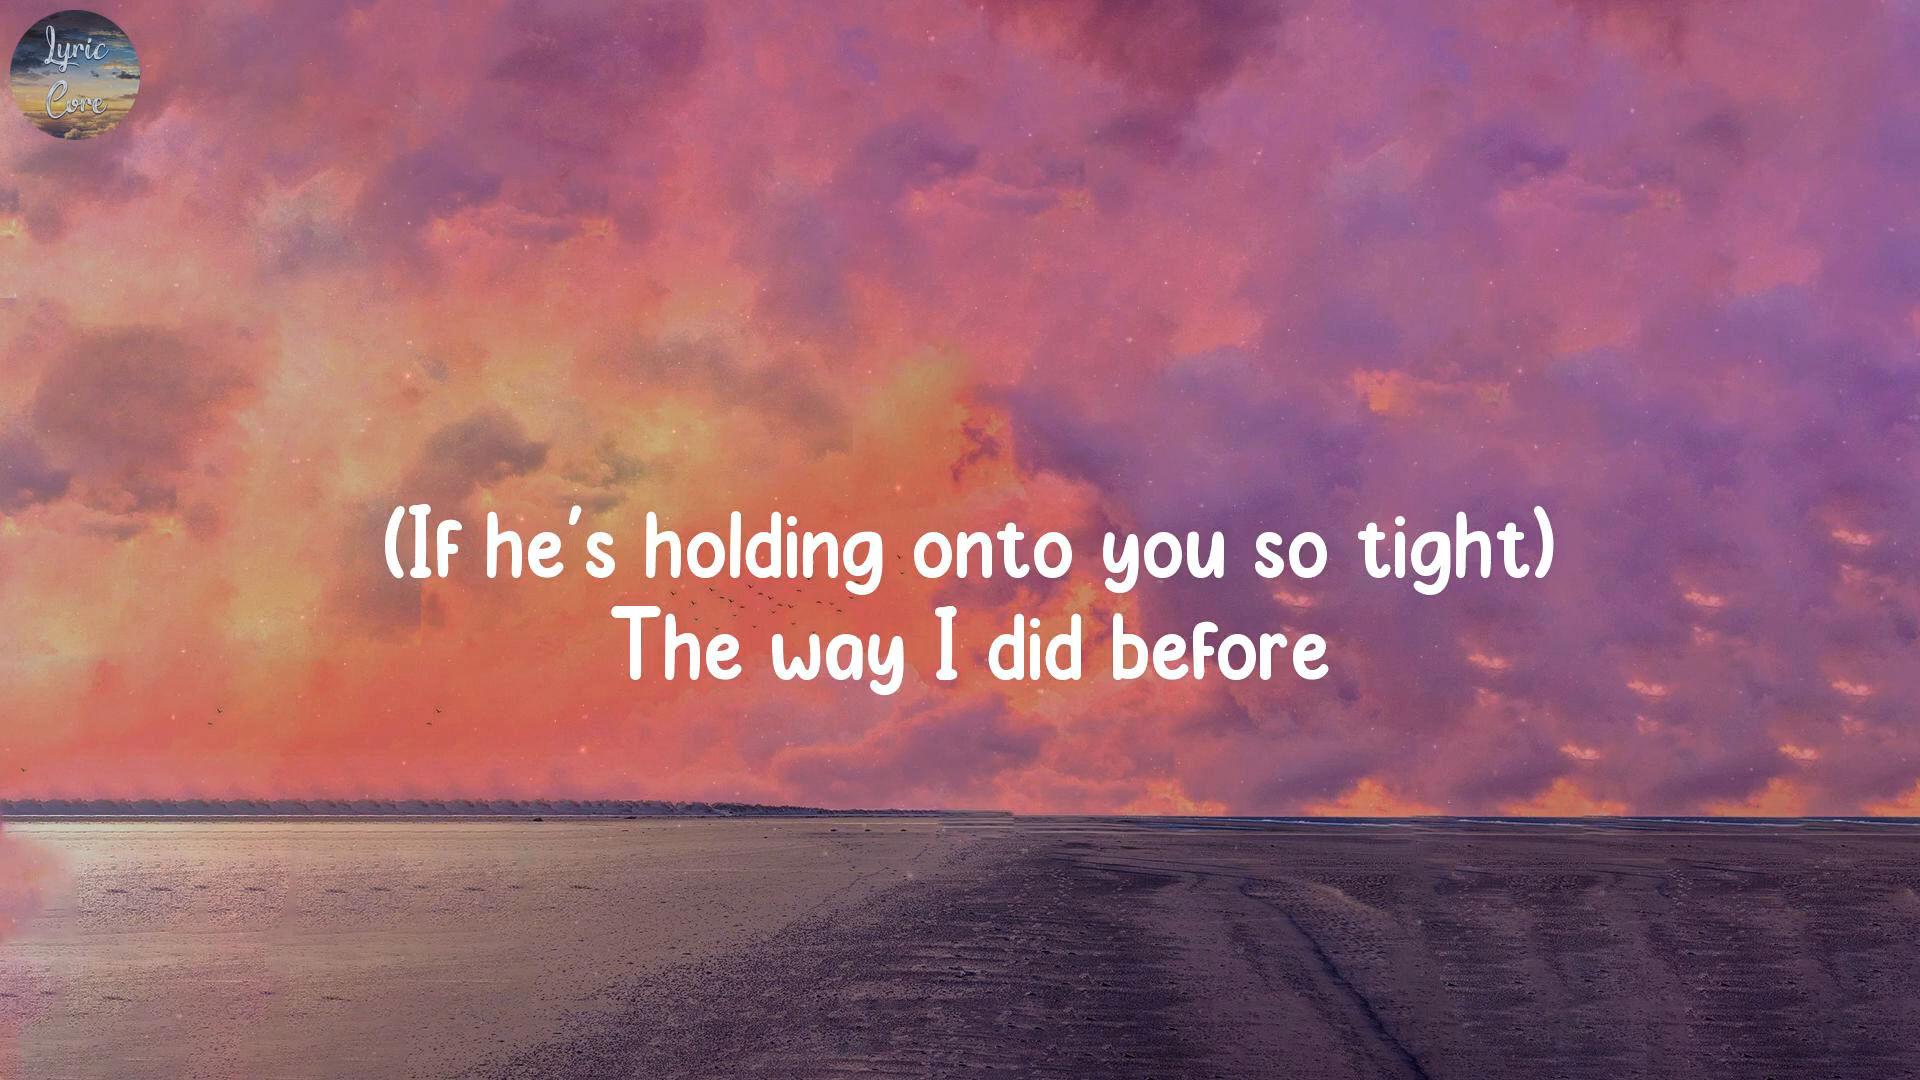 Lyric
Core
(If he's holding onto you so tight)
The way I did before